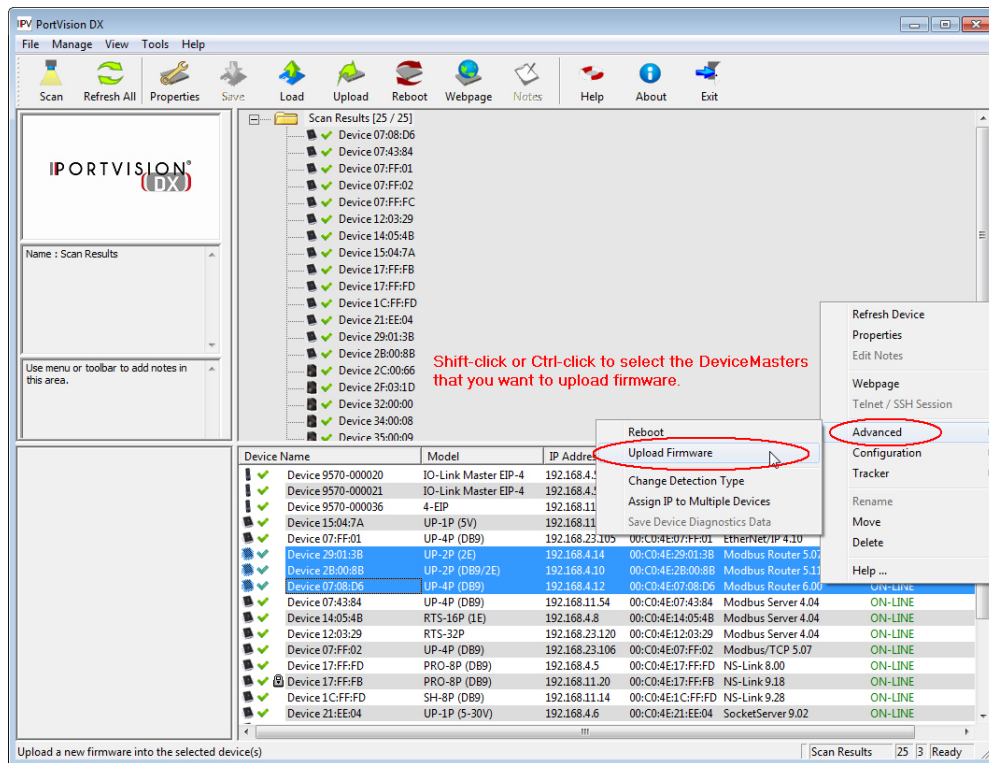 PortVision DX
File Manage View Tools Help
Scan Refresh All Properties Save Load Upload Reboot Webpage Notes Help About Exit
PORTVISION®
(DX)
Name : Scan Results
Use menu or toolbar to add notes in
this area.
Scan Results [25 / 25]
Device 07:08:D6
Device 07:43:84
Device 07:FF:01
Device 07:FF:02
Device 07:FF:FC
Device 12:03:29
Device 14:05:4B
Device 15:04:7A
Device 17:FF:FB
Device 17:FF:FD
Device 1C:FF:FD
Device 21:EE:04
Device 29:01:3B
Device 2B:00:8B
Device 2C:00:66
Device 2F:03:1D
Device 32:00:00
Device 34:00:08
Device 35:00:09
Shift-click or Ctrl-click to select the DeviceMasters
that you want to upload firmware.
Refresh Device
Properties
Edit Notes
Webpage
Telnet / SSH Session
Advanced
Configuration
Tracker
Rename
Move
Delete
Help ...
Reboot
Upload Firmware
Change Detection Type
Assign IP to Multiple Devices
Save Device Diagnostics Data
Device Name Model IP Addres
Device 9570-000020 IO-Link Master EIP-4 192.168.4.
Device 9570-000021 IO-Link Master EIP-4 192.168.4.
Device 9570-000036 4-EIP 192.168.11
Device 15:04:7A UP-1P (5V) 192.168.11
Device 07:FF:01 UP-4P (DB9) 192.168.23.105 00:C0:4E:07:FF:01 EtherNet/IP 4.10
Device 29:01:3B UP-2P (2E) 192.168.4.14 00:C0:4E:29:01:3B Modbus Router 5.07
Device 2B:00:8B UP-2P (DB9/2E) 192.168.4.10 00:C0:4E:2B:00:8B Modbus Router 5.11
Device 07:08:D6 UP-4P (DB9) 192.168.4.12 00:C0:4E:07:08:D6 Modbus Router 6.00 ON-LINE
Device 07:43:84 UP-4P (DB9) 192.168.11.54 00:C0:4E:07:43:84 Modbus Server 4.04 ON-LINE
Device 14:05:4B RTS-16P (1E) 192.168.4.8 00:C0:4E:14:05:4B Modbus Server 4.04 ON-LINE
Device 12:03:29 RTS-32P 192.168.23.120 00:C0:4E:12:03:29 Modbus Server 4.04 ON-LINE
Device 07:FF:02 UP-4P (DB9) 192.168.23.106 00:C0:4E:07:FF:02 Modbus/TCP 5.07 ON-LINE
Device 17:FF:FD PRO-8P (DB9) 192.168.4.5 00:C0:4E:17:FF:FD NS-Link 8.00 ON-LINE
Device 17:FF:FB PRO-8P (DB9) 192.168.11.20 00:C0:4E:17:FF:FB NS-Link 9.18 ON-LINE
Device 1C:FF:FD SH-8P (DB9) 192.168.11.14 00:C0:4E:1C:FF:FD NS-Link 9.28 ON-LINE
Device 21:EE:04 UP-1P (5-30V) 192.168.4.6 00:C0:4E:21:EE:04 SocketServer 9.02 ON-LINE
Upload a new firmware into the selected device(s) Scan Results 25 3 Ready